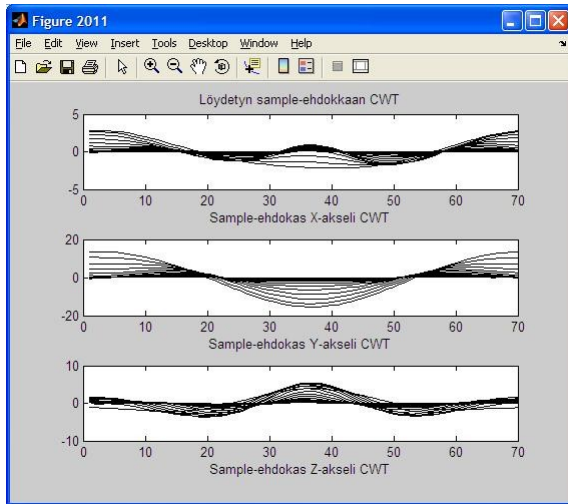 Figure 2011
File Edit View Insert Tools Desktop Window Help
Löydetyn sample-ehdokkaan CWT
5
0
-5
0 10 20 30 40 50 60 70
Sample-ehdokas X-akseli CWT
20
0
-20
0 10 20 30 40 50 60 70
Sample-ehdokas Y-akseli CWT
10
0
-10
0 10 20 30 40 50 60 70
Sample-ehdokas Z-akseli CWT